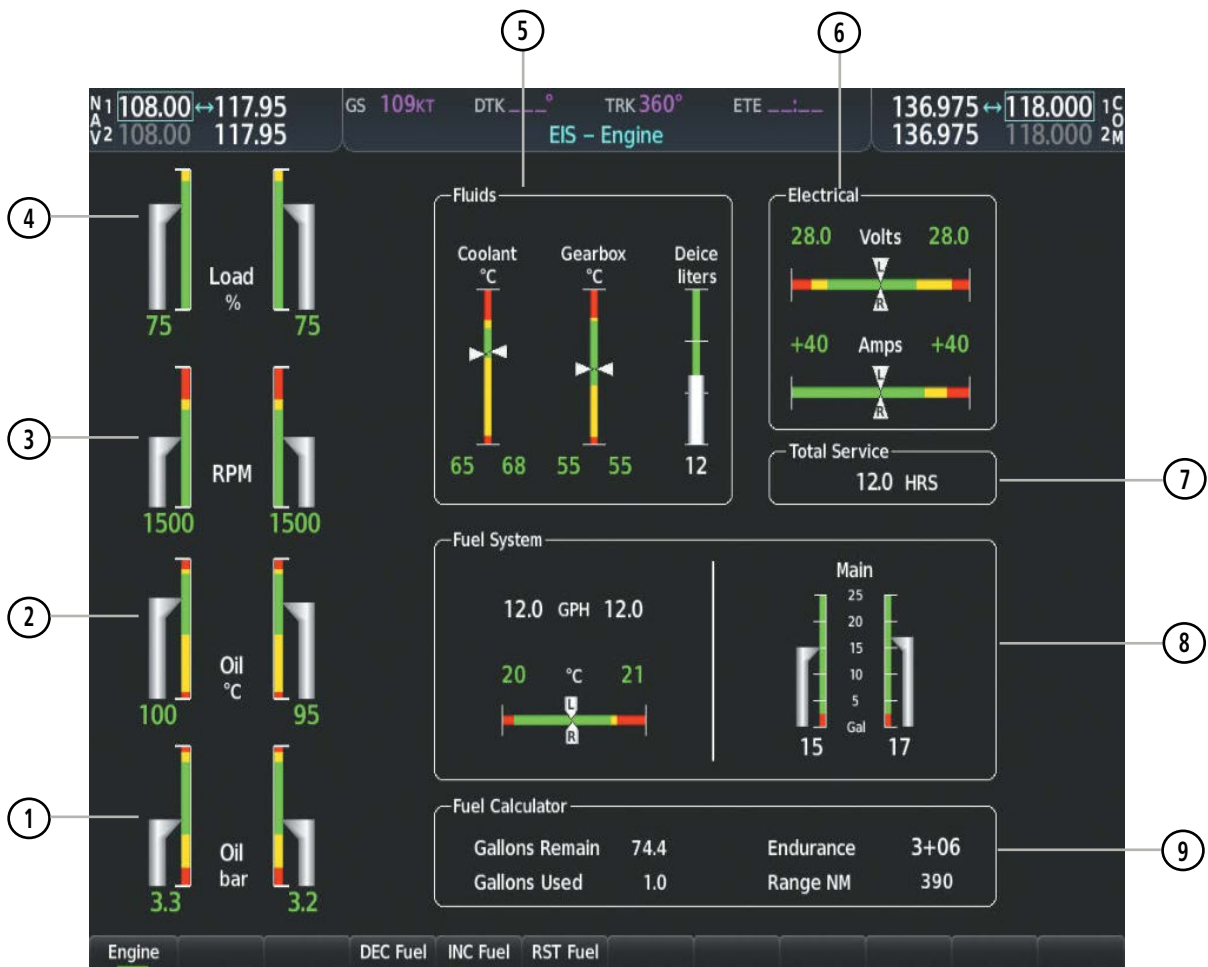 5 6
N 1 108.00 ↔ 117.95 GS 109KT DTK ___° TRK 360° ETE __:__ 136.975 ↔ 118.000 1 C
A O
V 2 108.00 117.95 EIS – Engine 136.975 118.000 2 M
4
Load
%
75 75
3
RPM
1500 1500
2
Oil
°C
100 95
1
Oil
bar
3.3 3.2
Fluids
Coolant Gearbox Deice
°C °C liters
65 68 55 55 12
Electrical
28.0 Volts 28.0
L
R
+40 Amps +40
L
R
Total Service
12.0 HRS
7
Fuel System
12.0 GPH 12.0
20 °C 21
L
R
Main
25
20
15
10
5
Gal
15 17
8
Fuel Calculator
Gallons Remain 74.4 Endurance 3+06
Gallons Used 1.0 Range NM 390
9
Engine DEC Fuel INC Fuel RST Fuel